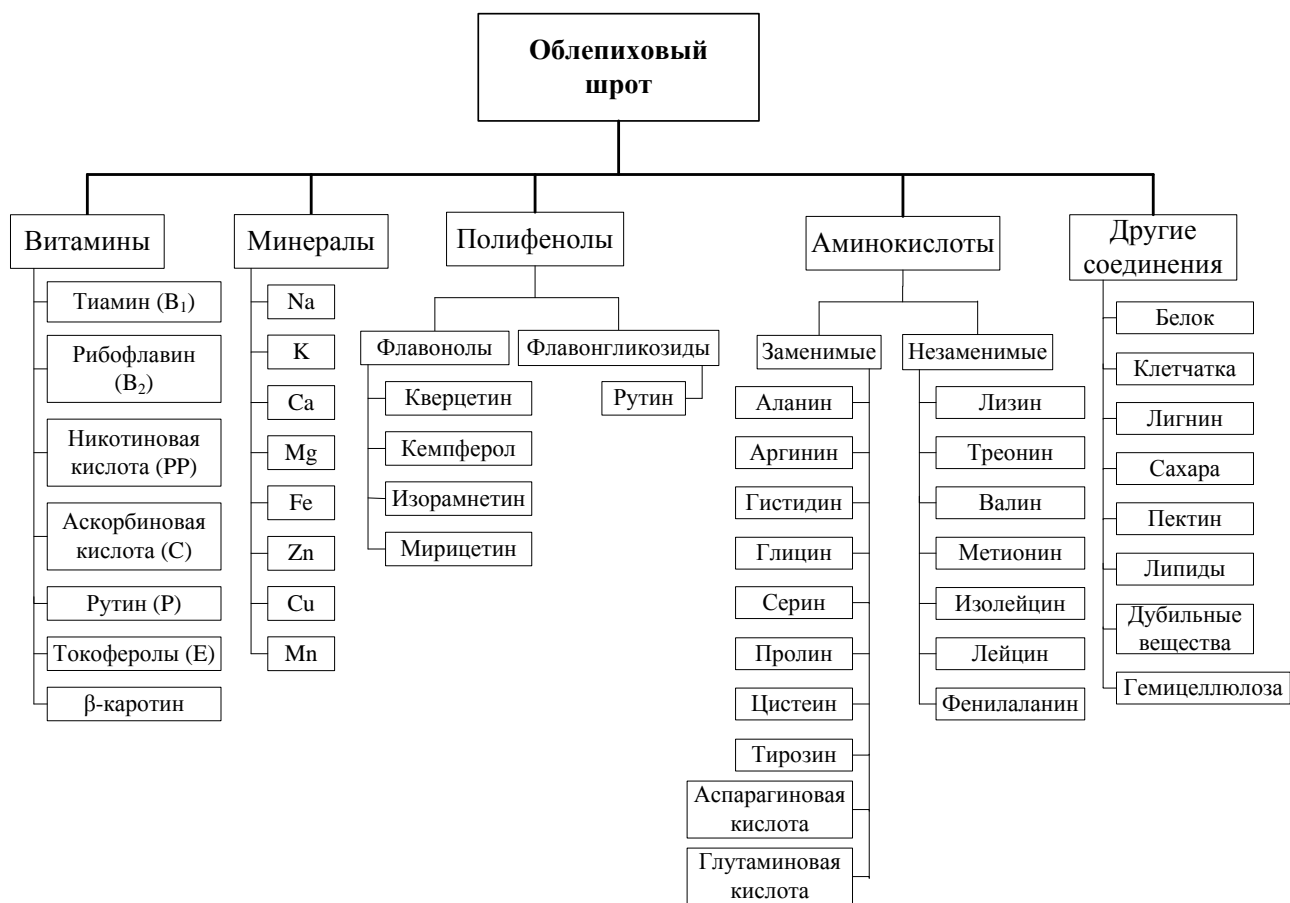 Облепиховый
шрот
Витамины
Тиамин (B₁)
Рибофлавин
(B₂)
Никотиновая
кислота (PP)
Аскорбиновая
кислота (C)
Рутин (P)
Токоферолы (E)
β-каротин
Минералы
Na
K
Ca
Mg
Fe
Zn
Cu
Mn
Полифенолы
Флавонолы
Кверцетин
Кемпферол
Изорамнетин
Мирицетин
Флавонгликозиды
Рутин
Аминокислоты
Заменимые
Аланин
Аргинин
Гистидин
Глицин
Серин
Пролин
Цистеин
Тирозин
Аспарагиновая
кислота
Глутаминовая
кислота
Незаменимые
Лизин
Треонин
Валин
Метионин
Изолейцин
Лейцин
Фенилаланин
Другие
соединения
Белок
Клетчатка
Лигнин
Сахара
Пектин
Липиды
Дубильные
вещества
Гемицеллюлоза